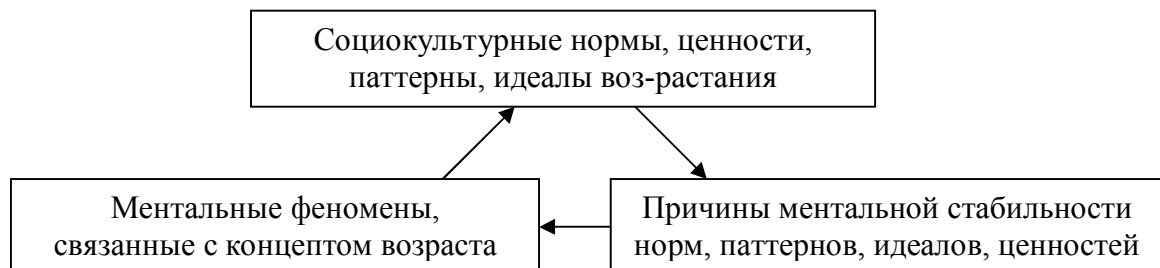 Социокультурные нормы, ценности,
паттерны, идеалы воз-растания
Ментальные феномены,
связанные с концептом возраста
Причины ментальной стабильности
норм, паттернов, идеалов, ценностей